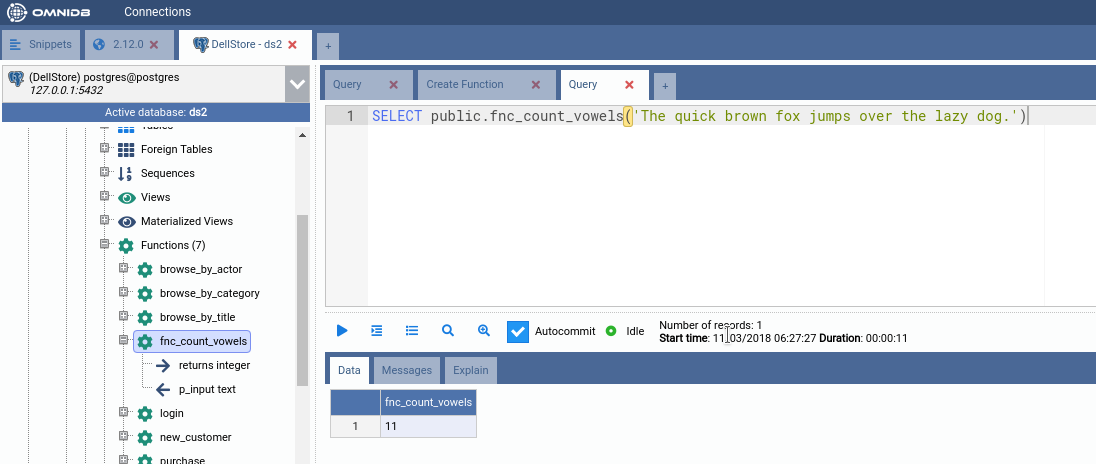 OMNIDB Connections
Snippets 2.12.0 DellStore - ds2 +
(DellStore) postgres@postgres
127.0.0.1:5432
Active database: ds2
Tables
Foreign Tables
Sequences
Views
Materialized Views
Functions (7)
browse_by_actor
browse_by_category
browse_by_title
fnc_count_vowels
returns integer
p_input text
login
new_customer
purchase
Query Create Function Query +
1 SELECT public.fnc_count_vowels('The quick brown fox jumps over the lazy dog.')
Autocommit Idle
Number of records: 1
Start time: 11/03/2018 06:27:27 Duration: 00:00:11
Data Messages Explain
fnc_count_vowels
1 11